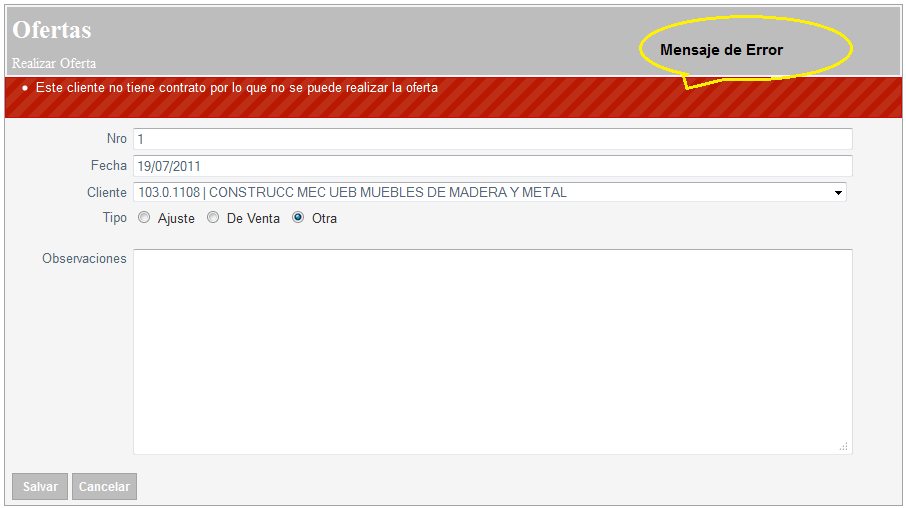 Ofertas
Mensaje de Error
Realizar Oferta
Este cliente no tiene contrato por lo que no se puede realizar la oferta
Nro 1
Fecha 19/07/2011
Cliente 103.0.1108 | CONSTRUCC MEC UEB MUEBLES DE MADERA Y METAL
Tipo Ajuste De Venta Otra
Observaciones
Salvar Cancelar